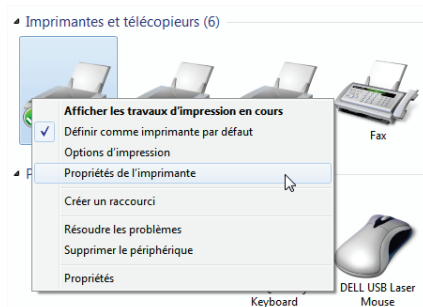 Imprimantes et télécopieurs (6)
Afficher les travaux d'impression en cours
Définir comme imprimante par défaut
Options d'impression
Propriétés de l'imprimante
Créer un raccourci
Résoudre les problèmes
Supprimer le périphérique
Propriétés
Fax
P
Keyboard
DELL USB Laser
Mouse